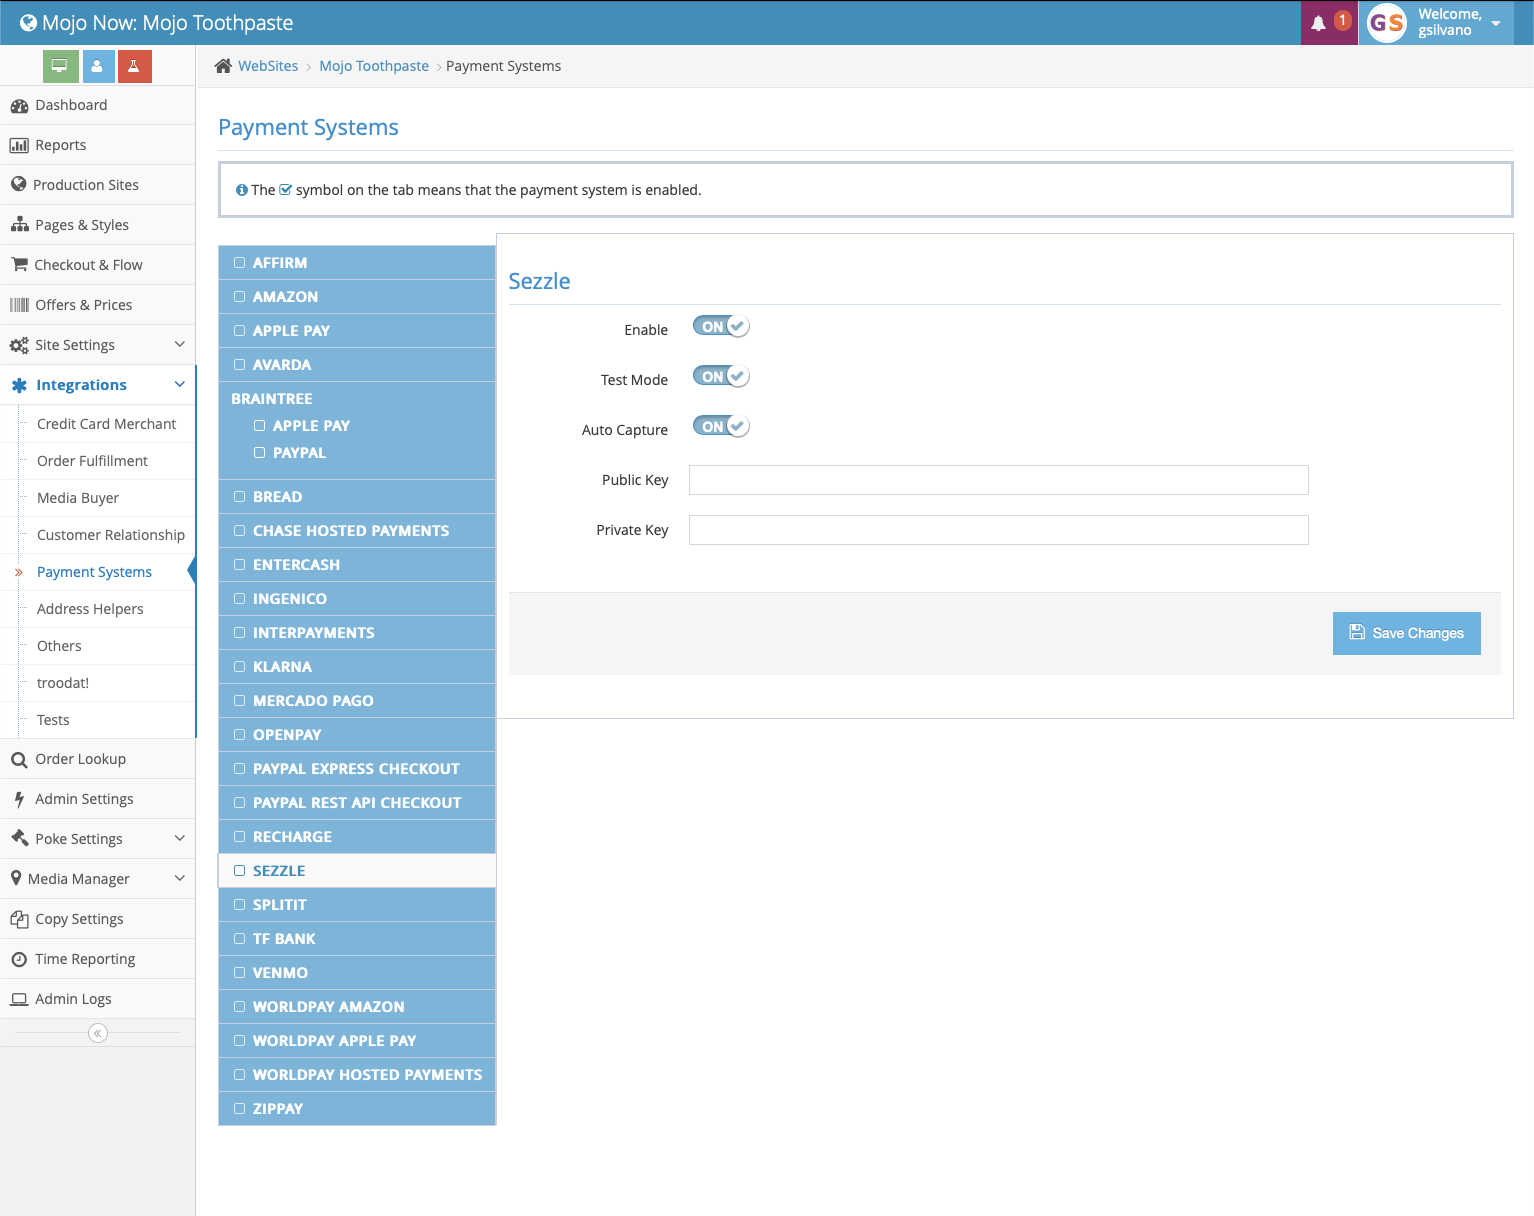 Mojo Now: Mojo Toothpaste
1
GS
Welcome,
gsilvano
WebSites
Mojo Toothpaste
Payment Systems
Dashboard
Reports
Production Sites
Pages & Styles
Checkout & Flow
Offers & Prices
Site Settings
Integrations
Credit Card Merchant
Order Fulfillment
Media Buyer
Customer Relationship
» Payment Systems
Address Helpers
Others
troodat!
Tests
Order Lookup
Admin Settings
Poke Settings
Media Manager
Copy Settings
Time Reporting
Admin Logs
«
Payment Systems
The symbol on the tab means that the payment system is enabled.
AFFIRM
AMAZON
APPLE PAY
AVARDA
BRAINTREE
APPLE PAY
PAYPAL
BREAD
CHASE HOSTED PAYMENTS
ENTERCASH
INGENICO
INTERPAYMENTS
KLARNA
MERCADO PAGO
OPENPAY
PAYPAL EXPRESS CHECKOUT
PAYPAL REST API CHECKOUT
RECHARGE
SEZZLE
SPLITIT
TF BANK
VENMO
WORLDPAY AMAZON
WORLDPAY APPLE PAY
WORLDPAY HOSTED PAYMENTS
ZIPPAY
Sezzle
Enable ON
Test Mode ON
Auto Capture ON
Public Key
Private Key
Save Changes